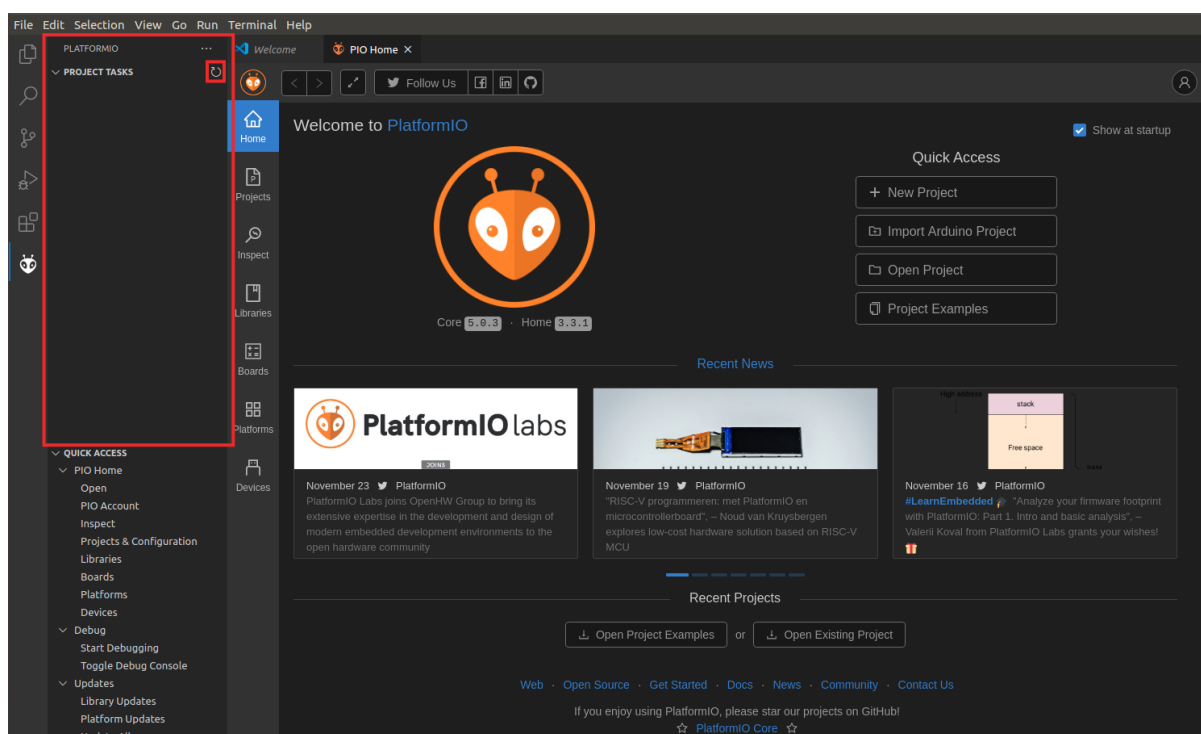 File Edit Selection View Go Run Terminal Help
PLATFORMIO
PROJECT TASKS
QUICK ACCESS
PIO Home
Open
PIO Account
Inspect
Projects & Configuration
Libraries
Boards
Platforms
Devices
Debug
Start Debugging
Toggle Debug Console
Updates
Library Updates
Platform Updates
Welcome
PIO Home
Follow Us
Home
Projects
Inspect
Libraries
Boards
Platforms
Devices
Welcome to PlatformIO
Show at startup
Core 5.0.3 · Home 3.3.1
Quick Access
New Project
Import Arduino Project
Open Project
Project Examples
Recent News
PlatformIO labs
JOINS
November 23 PlatformIO
PlatformIO Labs joins OpenHW Group to bring its
extensive expertise in the development and design of
modern embedded development environments to the
open hardware community
November 19 PlatformIO
"RISC-V programmeren: met PlatformIO en
microcontrollerboard", – Noud van Kruysbergen
explores low-cost hardware solution based on RISC-V
MCU
High address
stack
Free space
November 16 PlatformIO
#LearnEmbedded "Analyze your firmware footprint
with PlatformIO: Part 1. Intro and basic analysis", –
Valerii Koval from PlatformIO Labs grants your wishes!
Recent Projects
Open Project Examples or Open Existing Project
Web · Open Source · Get Started · Docs · News · Community · Contact Us
If you enjoy using PlatformIO, please star our projects on GitHub!
PlatformIO Core